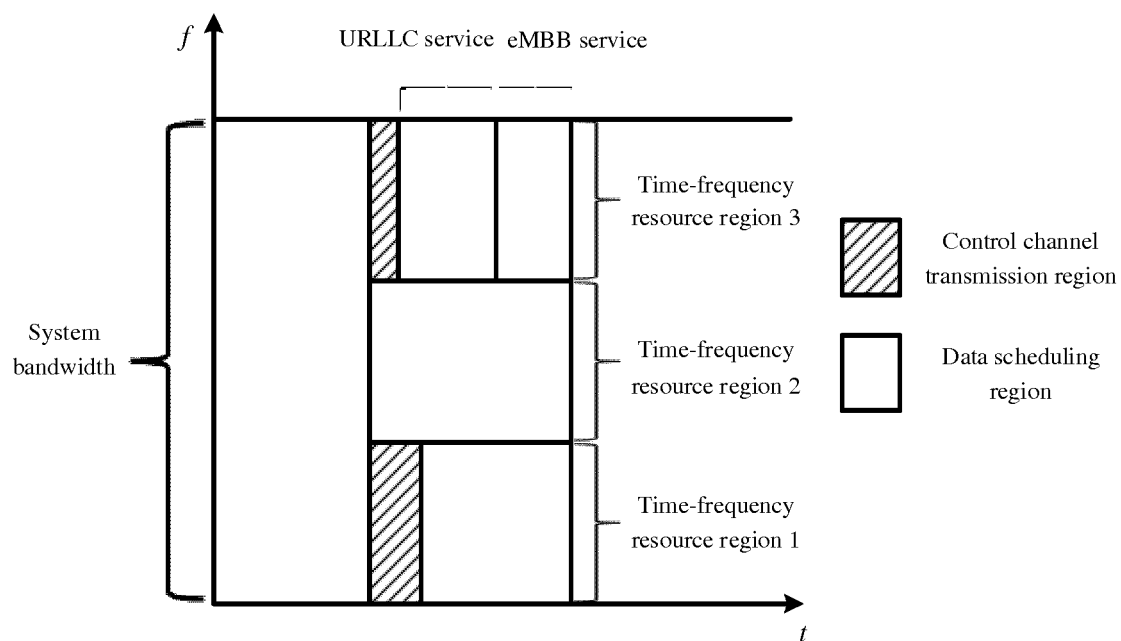 f
URLLC service eMBB service
Time-frequency
resource region 3
Control channel
transmission region
System
bandwidth
Time-frequency
resource region 2
Data scheduling
region
Time-frequency
resource region 1
t